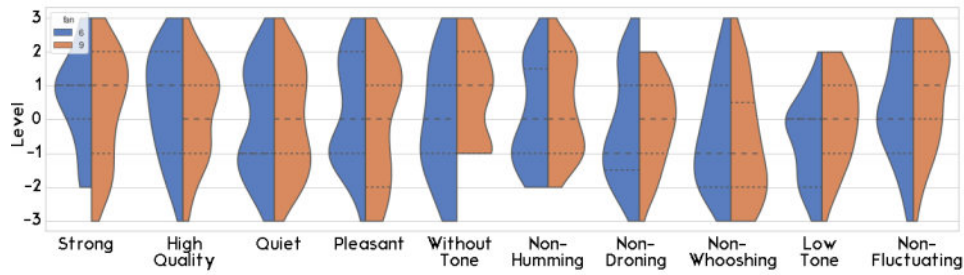 fan
6
9
Level
3
2
1
0
-1
-2
-3
Strong
High
Quality
Quiet
Pleasant
Without
Tone
Non-
Humming
Non-
Droning
Non-
Whooshing
Low
Tone
Non-
Fluctuating